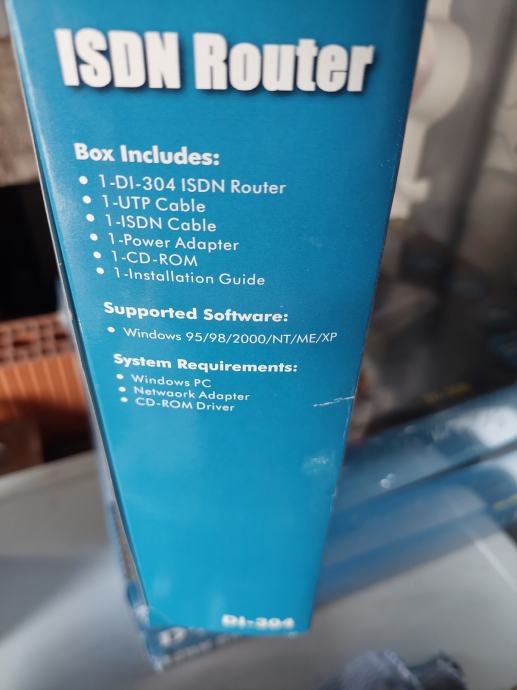 ISDN Router
Box Includes:
• 1-DI-304 ISDN Router
• 1-UTP Cable
• 1-ISDN Cable
• 1-Power Adapter
• 1-CD-ROM
• 1-Installation Guide
Supported Software:
• Windows 95/98/2000/NT/ME/XP
System Requirements:
• Windows PC
• Netwaork Adapter
• CD-ROM Driver
DI-304